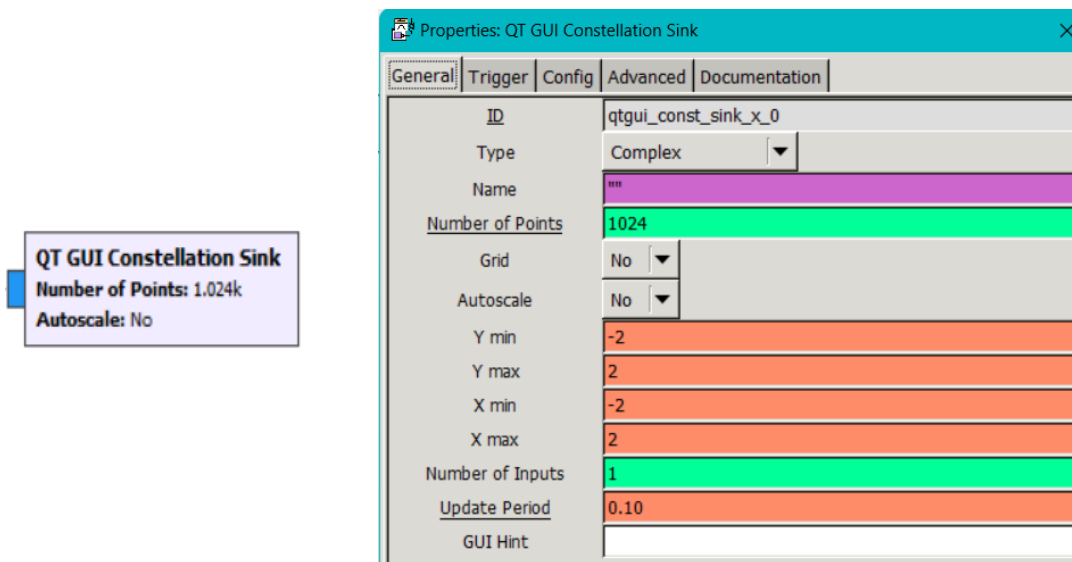 QT GUI Constellation Sink
Number of Points: 1.024k
Autoscale: No
Properties: QT GUI Constellation Sink
General Trigger Config Advanced Documentation
ID qtgui_const_sink_x_0
Type Complex
Name ""
Number of Points 1024
Grid No
Autoscale No
Y min -2
Y max 2
X min -2
X max 2
Number of Inputs 1
Update Period 0.10
GUI Hint